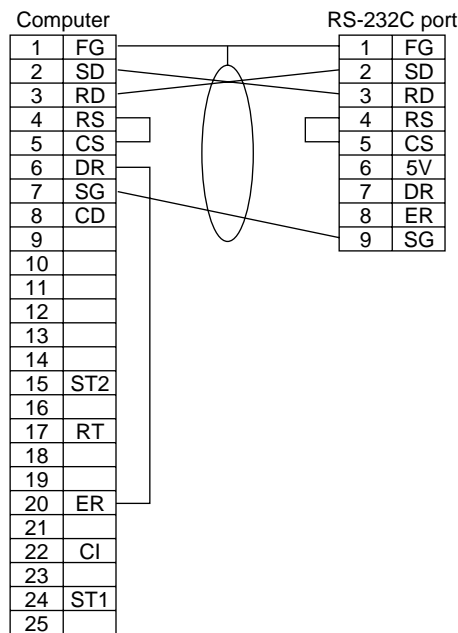 Computer RS-232C port
1 FG 1 FG
2 SD 2 SD
3 RD 3 RD
4 RS 4 RS
5 CS 5 CS
6 DR 6 5V
7 SG 7 DR
8 CD 8 ER
9 9 SG
10
11
12
13
14
15 ST2
16
17 RT
18
19
20 ER
21
22 CI
23
24 ST1
25